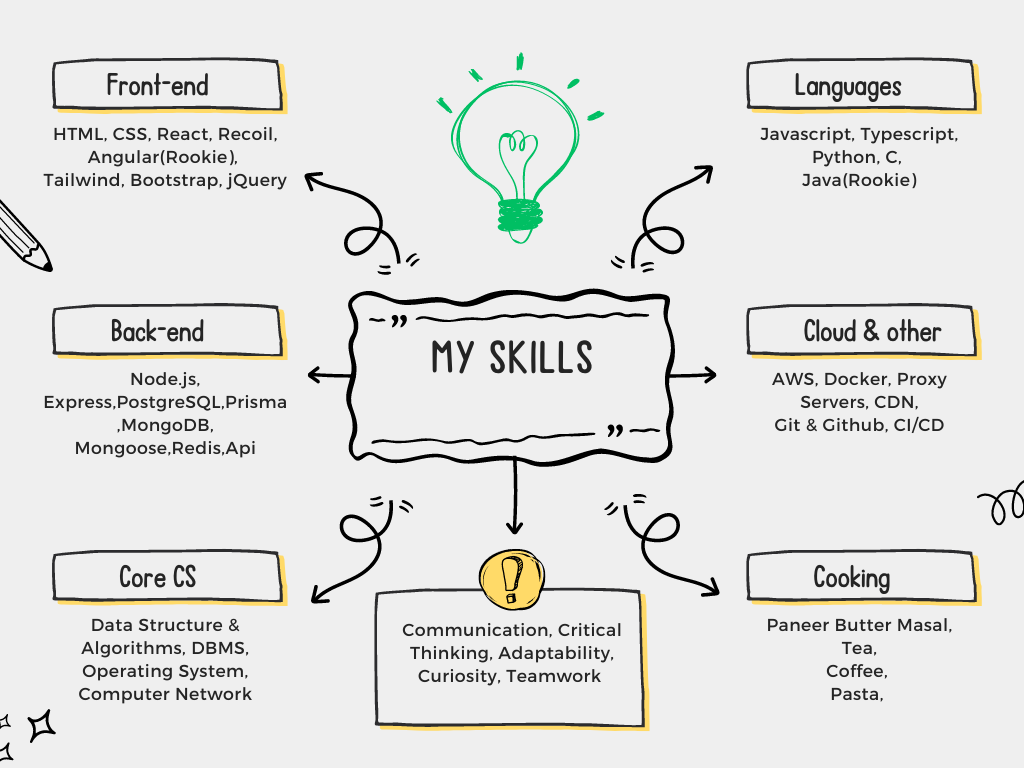 Front-end
HTML, CSS, React, Recoil,
Angular(Rookie),
Tailwind, Bootstrap, jQuery
Languages
Javascript, Typescript,
Python, C,
Java(Rookie)
MY SKILLS
Back-end
Node.js,
Express,PostgreSQL,Prisma
,MongoDB,
Mongoose,Redis,Api
Cloud & other
AWS, Docker, Proxy
Servers, CDN,
Git & Github, CI/CD
Core CS
Data Structure &
Algorithms, DBMS,
Operating System,
Computer Network
!
Communication, Critical
Thinking, Adaptability,
Curiosity, Teamwork
Cooking
Paneer Butter Masal,
Tea,
Coffee,
Pasta,